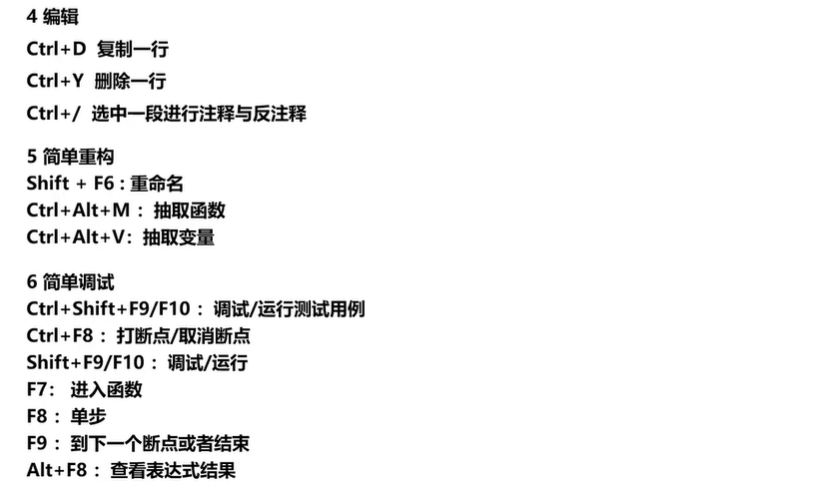 4 编辑
Ctrl+D 复制一行
Ctrl+Y 删除一行
Ctrl+/ 选中一段进行注释与反注释
5 简单重构
Shift + F6 : 重命名
Ctrl+Alt+M : 抽取函数
Ctrl+Alt+V: 抽取变量
6 简单调试
Ctrl+Shift+F9/F10 : 调试/运行测试用例
Ctrl+F8 : 打断点/取消断点
Shift+F9/F10 : 调试/运行
F7: 进入函数
F8 : 单步
F9 : 到下一个断点或者结束
Alt+F8 : 查看表达式结果